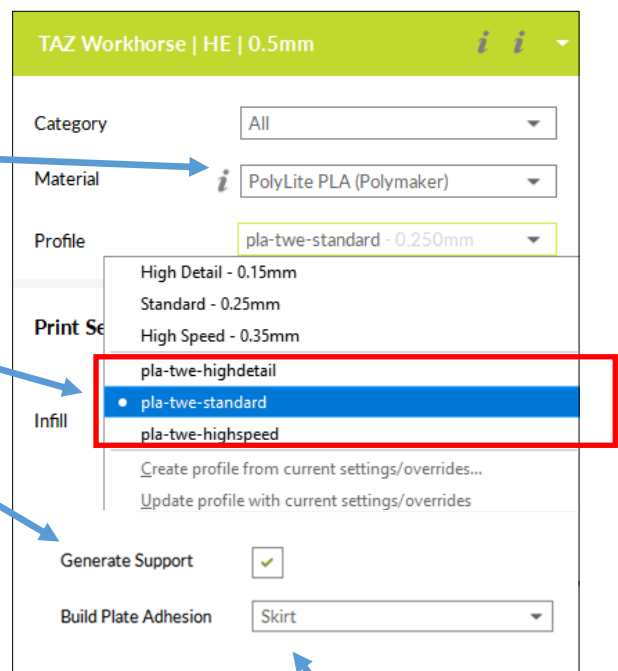 TAZ Workhorse | HE | 0.5mm i i
Category All
Material i PolyLite PLA (Polymaker)
Profile pla-twe-standard - 0.250mm
High Detail - 0.15mm
Standard - 0.25mm
Print Se
High Speed - 0.35mm
pla-twe-highdetail
pla-twe-standard
Infill
pla-twe-highspeed
Create profile from current settings/overrides...
Update profile with current settings/overrides
Generate Support
Build Plate Adhesion Skirt